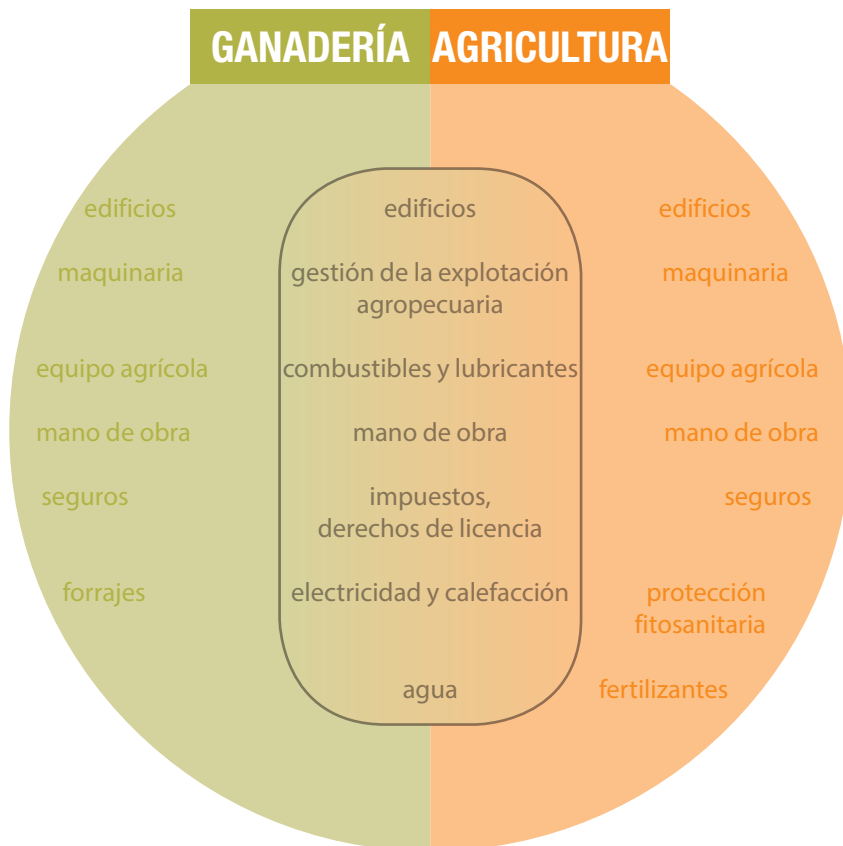 GANADERÍA AGRICULTURA
edificios
maquinaria
equipo agrícola
mano de obra
seguros
forrajes
edificios
gestión de la explotación
agropecuaria
combustibles y lubricantes
mano de obra
impuestos,
derechos de licencia
electricidad y calefacción
agua
edificios
maquinaria
equipo agrícola
mano de obra
seguros
protección
fitosanitaria
fertilizantes